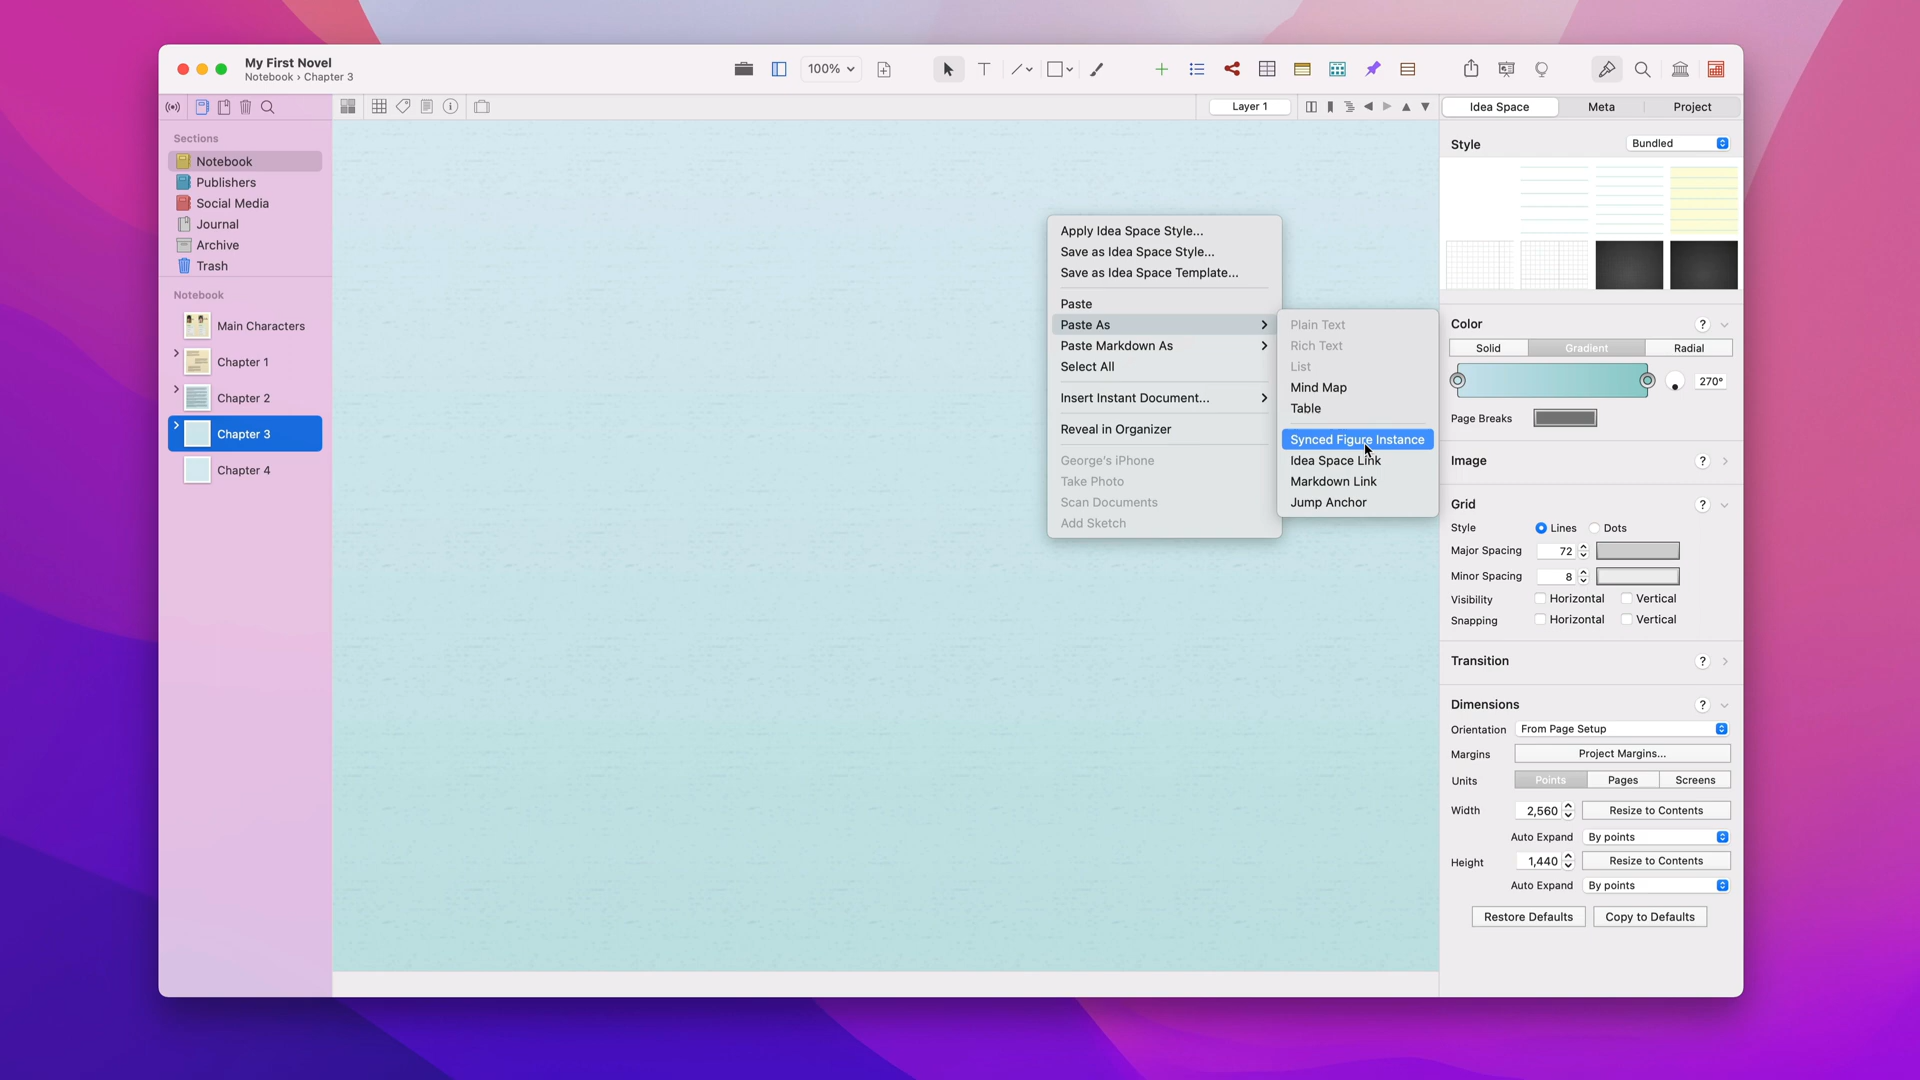 My First Novel
Notebook › Chapter 3
100%
Layer 1
Idea Space
Meta
Project
Sections
Notebook
Publishers
Social Media
Journal
Archive
Trash
Notebook
Main Characters
Chapter 1
Chapter 2
Chapter 3
Chapter 4
Apply Idea Space Style...
Save as Idea Space Style...
Save as Idea Space Template...
Paste
Paste As
Paste Markdown As
Select All
Insert Instant Document...
Reveal in Organizer
George's iPhone
Take Photo
Scan Documents
Add Sketch
Plain Text
Rich Text
List
Mind Map
Table
Synced Figure Instance
Idea Space Link
Markdown Link
Jump Anchor
Style
Bundled
Color
?
Solid
Gradient
Radial
270°
Page Breaks
Image
?
Grid
?
Style
Lines
Dots
Major Spacing
72
Minor Spacing
8
Visibility
Horizontal
Vertical
Snapping
Horizontal
Vertical
Transition
?
Dimensions
?
Orientation
From Page Setup
Margins
Project Margins...
Units
Points
Pages
Screens
Width
2,560
Resize to Contents
Auto Expand
By points
Height
1,440
Resize to Contents
Auto Expand
By points
Restore Defaults
Copy to Defaults